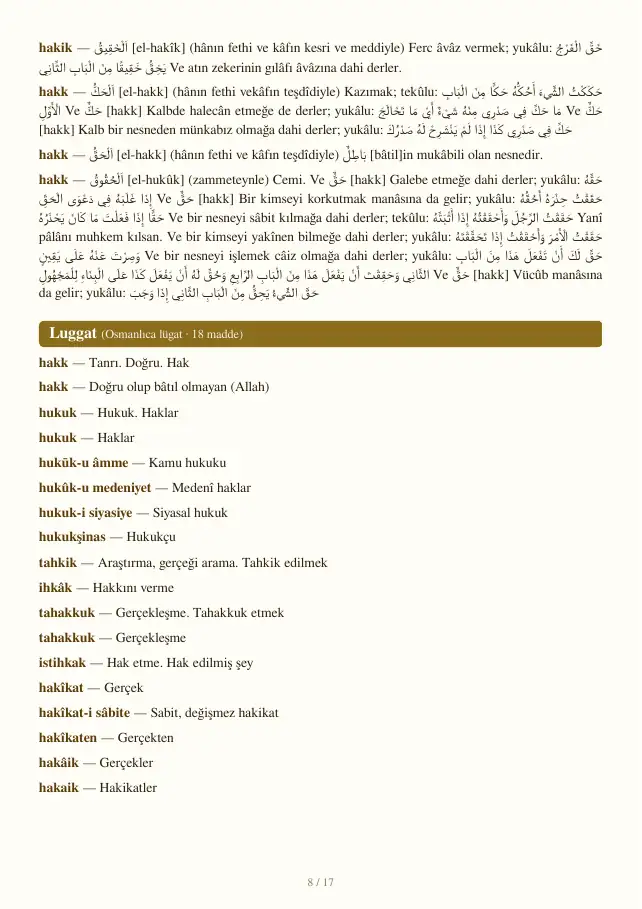 hakik — اَلْحَقِيقُ [el-hakîk] (hânın fethi ve kâfın kesri ve meddiyle) Ferc âvâz vermek; yukâlu: حَقَّ الْفَرْجُ
يَحِقُّ حَقِيقًا مِنَ الْبَابِ الثَّانِي Ve atın zekerinin gılâfı âvâzına dahi derler.
hakk — اَلْحَكُّ [el-hakk] (hânın fethi vekâfın teşdîdiyle) Kazımak; tekûlu: حَكَكْتُ الشَّيْءَ أَحُكُّهُ حَكًّا مِنَ الْبَابِ
الْأَوَّلِ Ve حَكٌّ [hakk] Kalbde halecân etmeğe de derler; yukâlu: مَا حَكَّ فِي صَدْرِي مِنْهُ شَيْءٌ أَيْ مَا تَخَالَجَ Ve حَكٌّ
[hakk] Kalb bir nesneden münkabız olmağa dahi derler; yukâlu: حَكَّ فِي صَدْرِي كَذَا إِذَا لَمْ يَنْشَرِحْ لَهُ صَدْرُكَ
hakk — اَلْحَقُّ [el-hakk] (hânın fethi ve kâfın teşdîdiyle) بَاطِلٌ [bâtil]in mukâbili olan nesnedir.
hakk — اَلْحُقُوقُ [el-hukûk] (zammeteynle) Cemi. Ve حَقٌّ [hakk] Galebe etmeğe dahi derler; yukâlu: حَقَّهُ
إِذَا غَلَبَهُ فِي دَعْوَى الْحَقِّ Ve حَقٌّ [hakk] Bir kimseyi korkutmak manâsına da gelir; yukâlu: حَقَقْتُ حِذْرَهُ أَحُقُّهُ
حَقًّا إِذَا فَعَلْتَ مَا كَانَ يَحْذَرُهُ Ve bir nesneyi sâbit kılmağa dahi derler; tekûlu: حَقَقْتُ الرَّجُلَ وَأَحْقَقْتُهُ إِذَا أَثْبَتَّهُ Yanî
pâlânı muhkem kılsan. Ve bir kimseyi yakînen bilmeğe dahi derler; yukâlu: حَقَقْتُ الْأَمْرَ وَأَحْقَقْتُ إِذَا تَحَقَّقْتَهُ
وَصِرْتَ عَنْهُ عَلَى يَقِينٍ Ve bir nesneyi işlemek câiz olmağa dahi derler; yukâlu: حَقَّ لَكَ أَنْ تَفْعَلَ هَذَا مِنَ الْبَابِ
الثَّانِي وَحَقِقْتَ أَنْ يَفْعَلَ هَذَا مِنَ الْبَابِ الرَّابِعِ وَحُقَّ لَهُ أَنْ يَفْعَلَ كَذَا عَلَى الْبِنَاءِ لِلْمَجْهُولِ Ve حَقٌّ [hakk] Vücûb manâsına
da gelir; yukâlu: حَقَّ الشَّيْءُ يَحِقُّ مِنَ الْبَابِ الثَّانِي إِذَا وَجَبَ
Luggat (Osmanlıca lügat · 18 madde)
hakk — Tanrı. Doğru. Hak
hakk — Doğru olup bâtıl olmayan (Allah)
hukuk — Hukuk. Haklar
hukuk — Haklar
hukūk-u âmme — Kamu hukuku
hukûk-u medeniyet — Medenî haklar
hukuk-i siyasiye — Siyasal hukuk
hukukşinas — Hukukçu
tahkik — Araştırma, gerçeği arama. Tahkik edilmek
ihkâk — Hakkını verme
tahakkuk — Gerçekleşme. Tahakkuk etmek
tahakkuk — Gerçekleşme
istihkak — Hak etme. Hak edilmiş şey
hakîkat — Gerçek
hakîkat-i sâbite — Sabit, değişmez hakikat
hakîkaten — Gerçekten
hakâik — Gerçekler
hakaik — Hakikatler
8 / 17